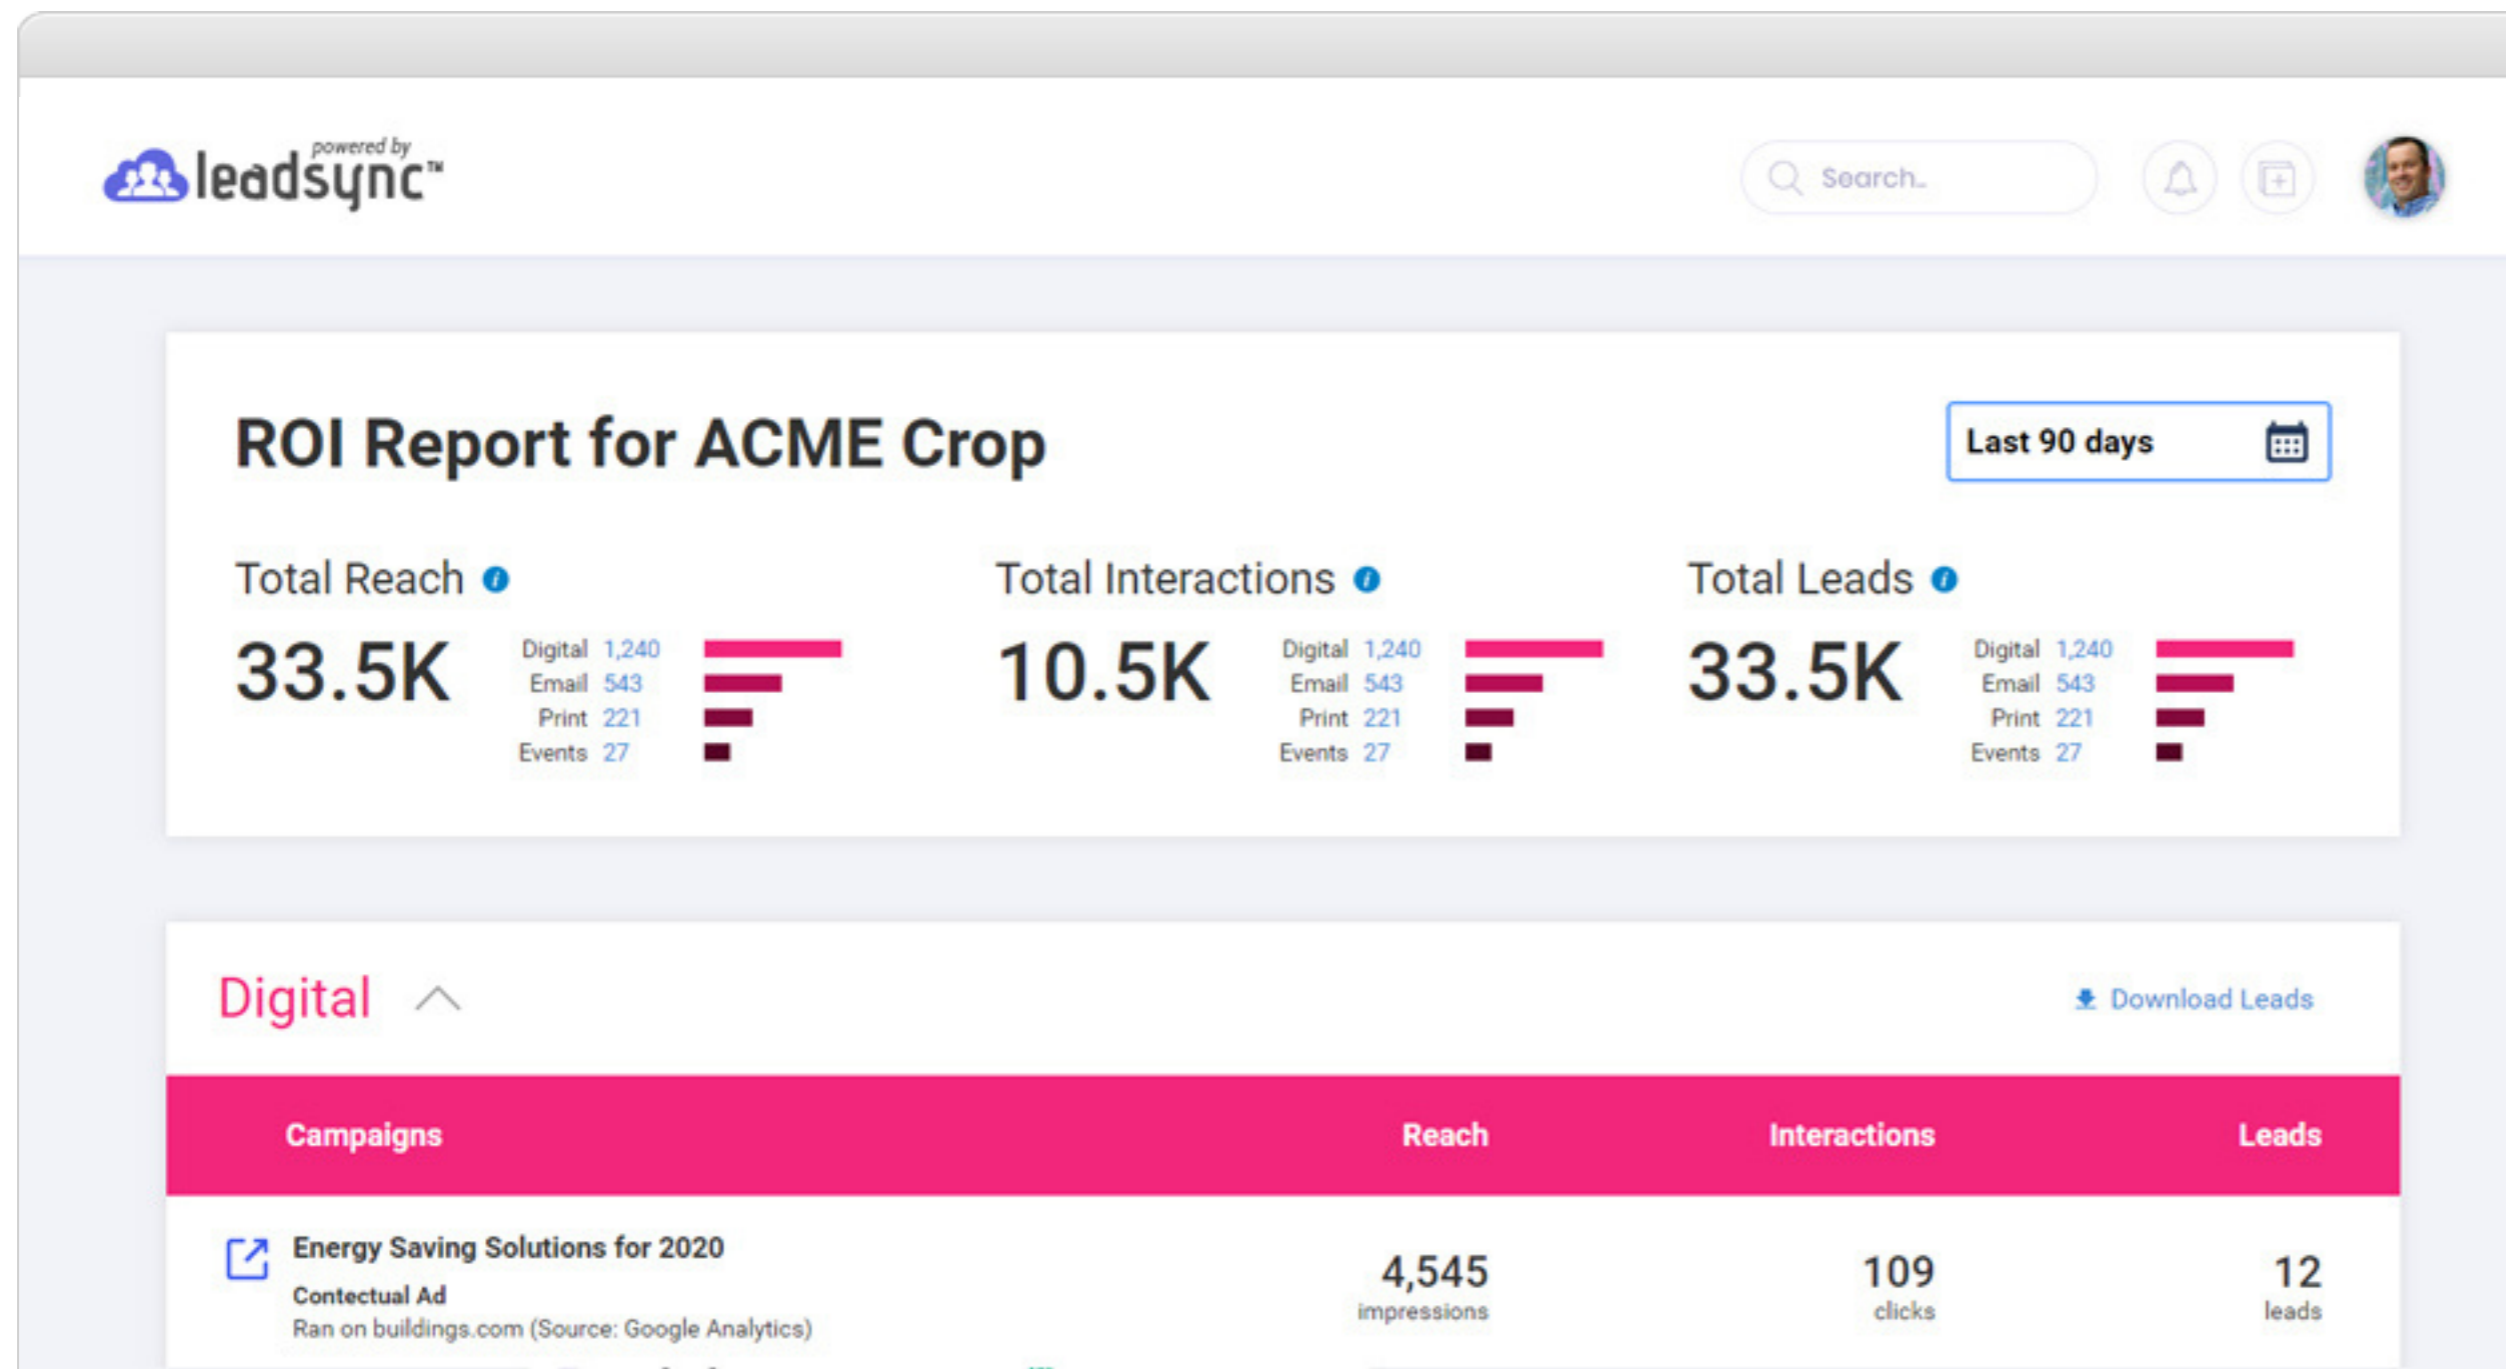 powered by
leadsync™
Search..
ROI Report for ACME Crop
Last 90 days
Total Reach
33.5K
Digital 1,240
Email 543
Print 221
Events 27
Total Interactions
10.5K
Digital 1,240
Email 543
Print 221
Events 27
Total Leads
33.5K
Digital 1,240
Email 543
Print 221
Events 27
Digital
Download Leads
Campaigns Reach Interactions Leads
Energy Saving Solutions for 2020
Contectual Ad
Ran on buildings.com (Source: Google Analytics)
4,545
impressions
109
clicks
12
leads